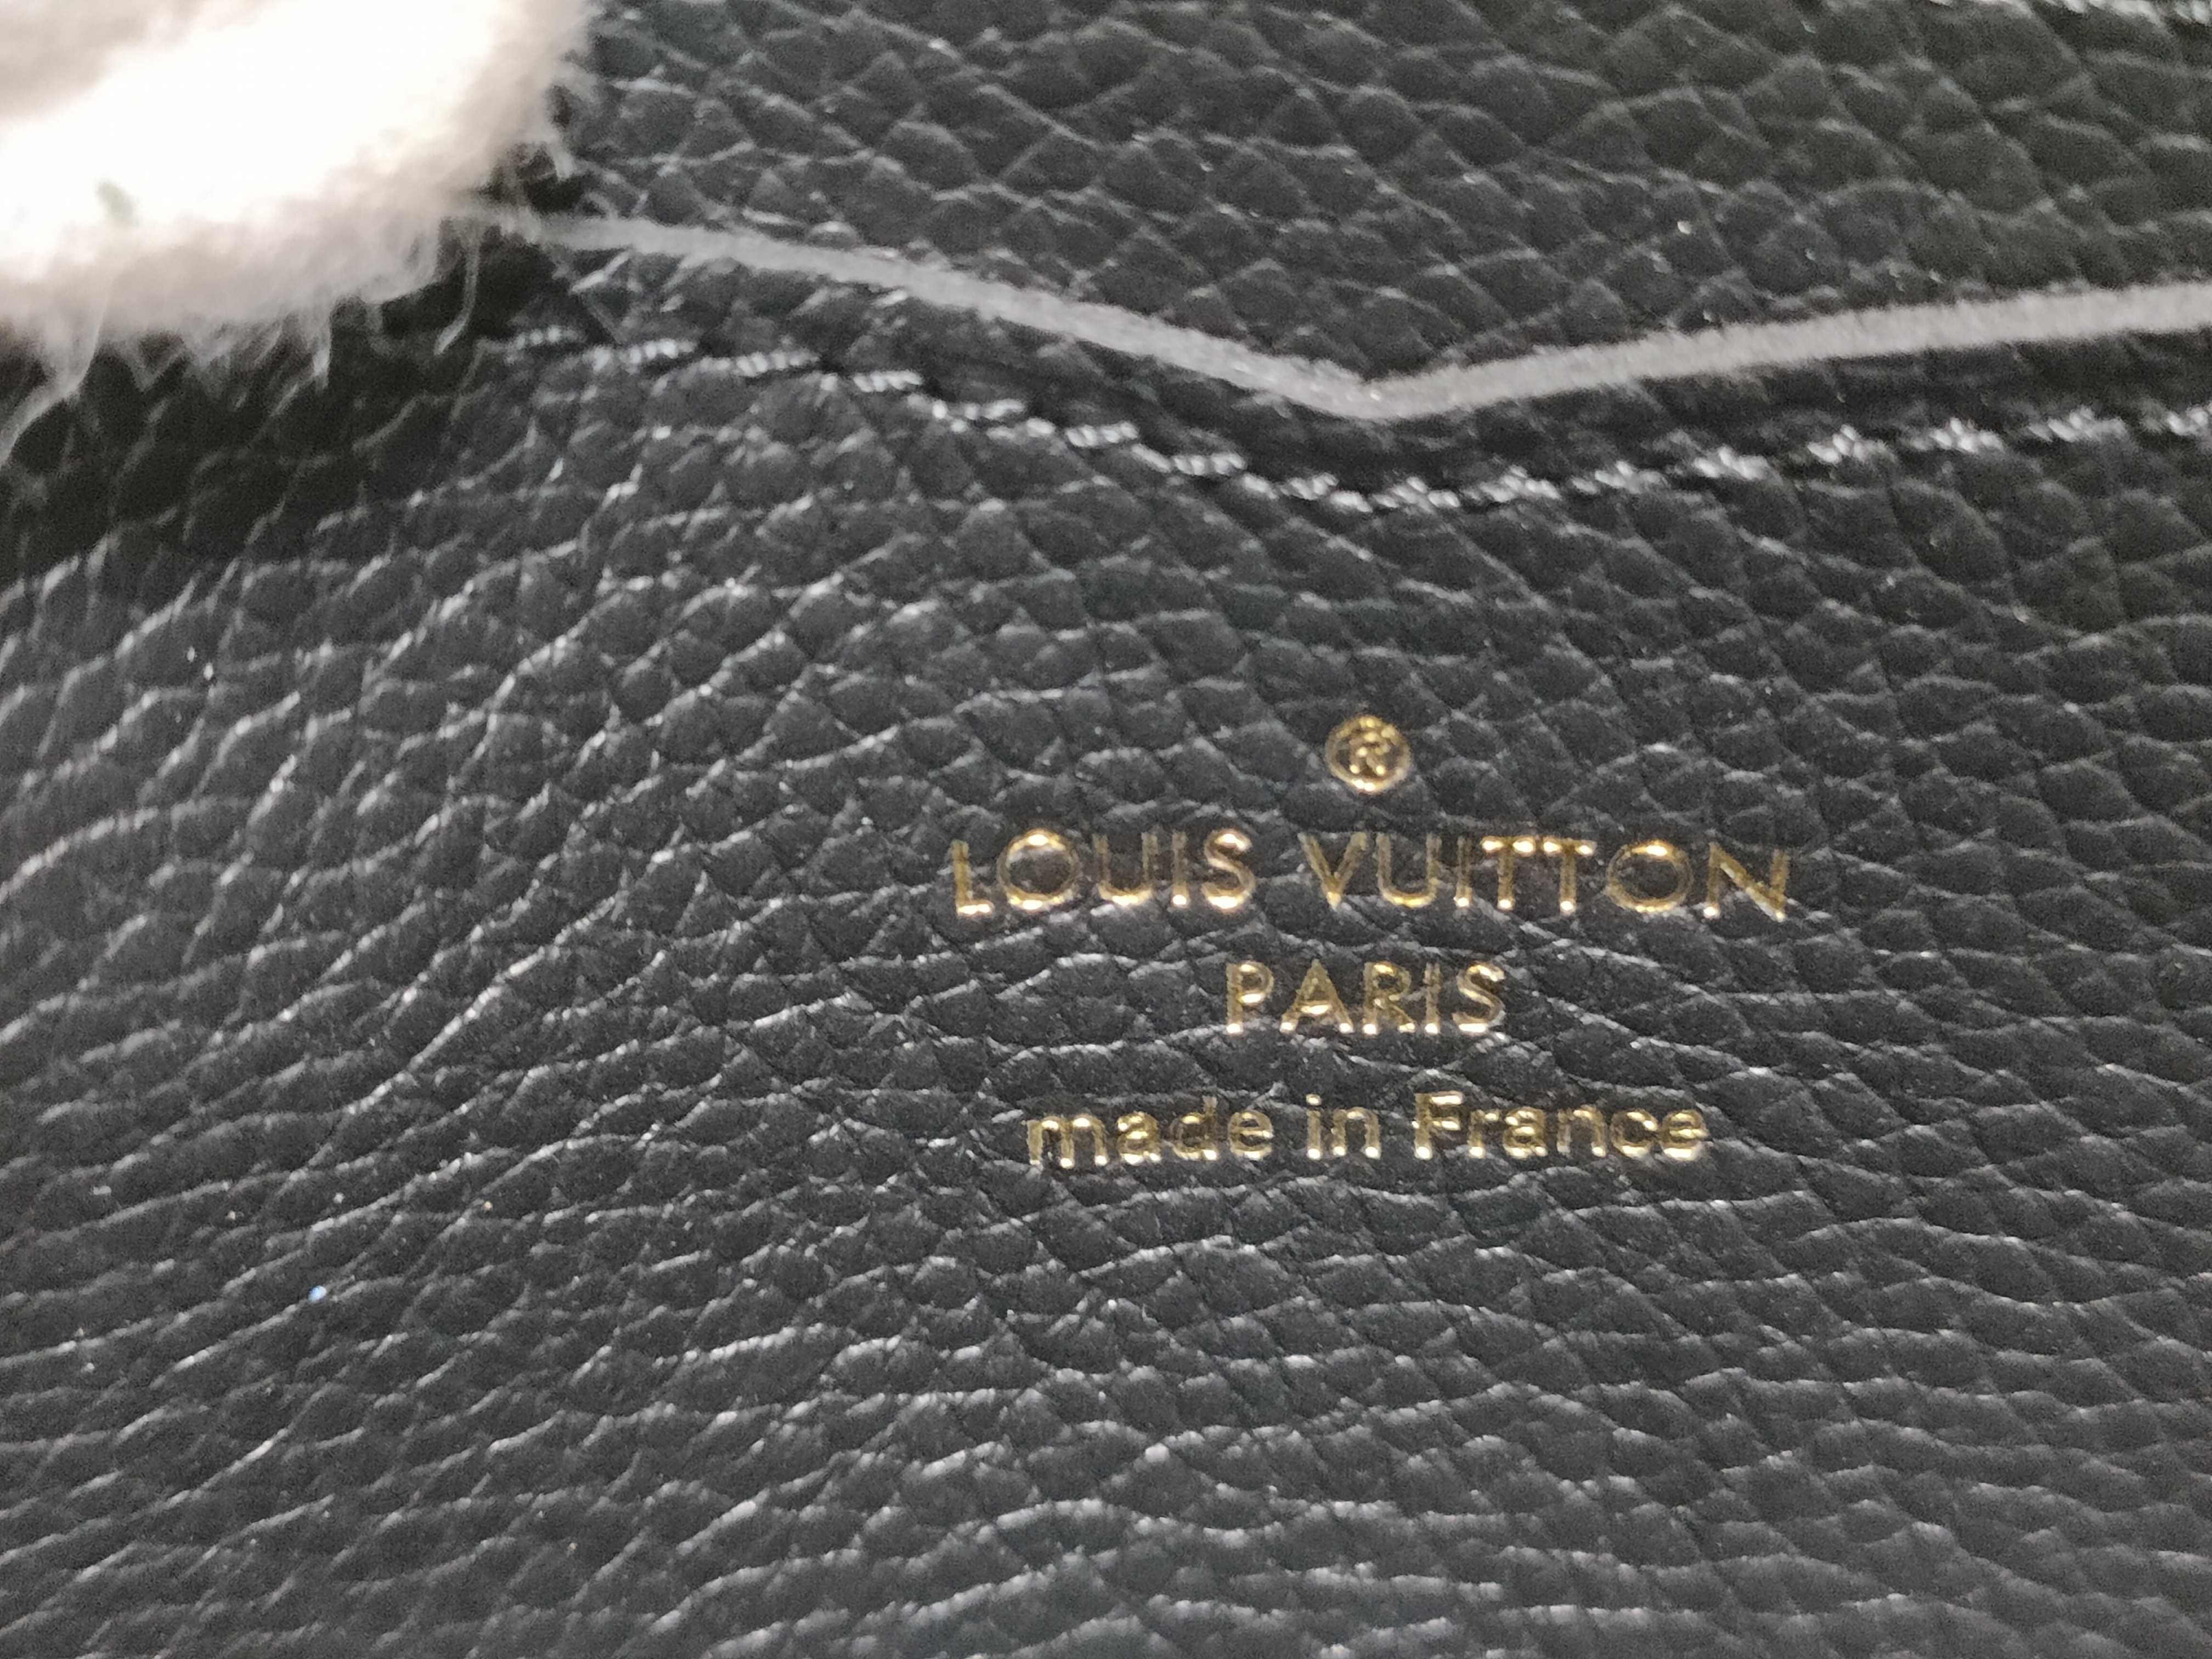 ®
LOUIS VUITTON
PARIS
made in France